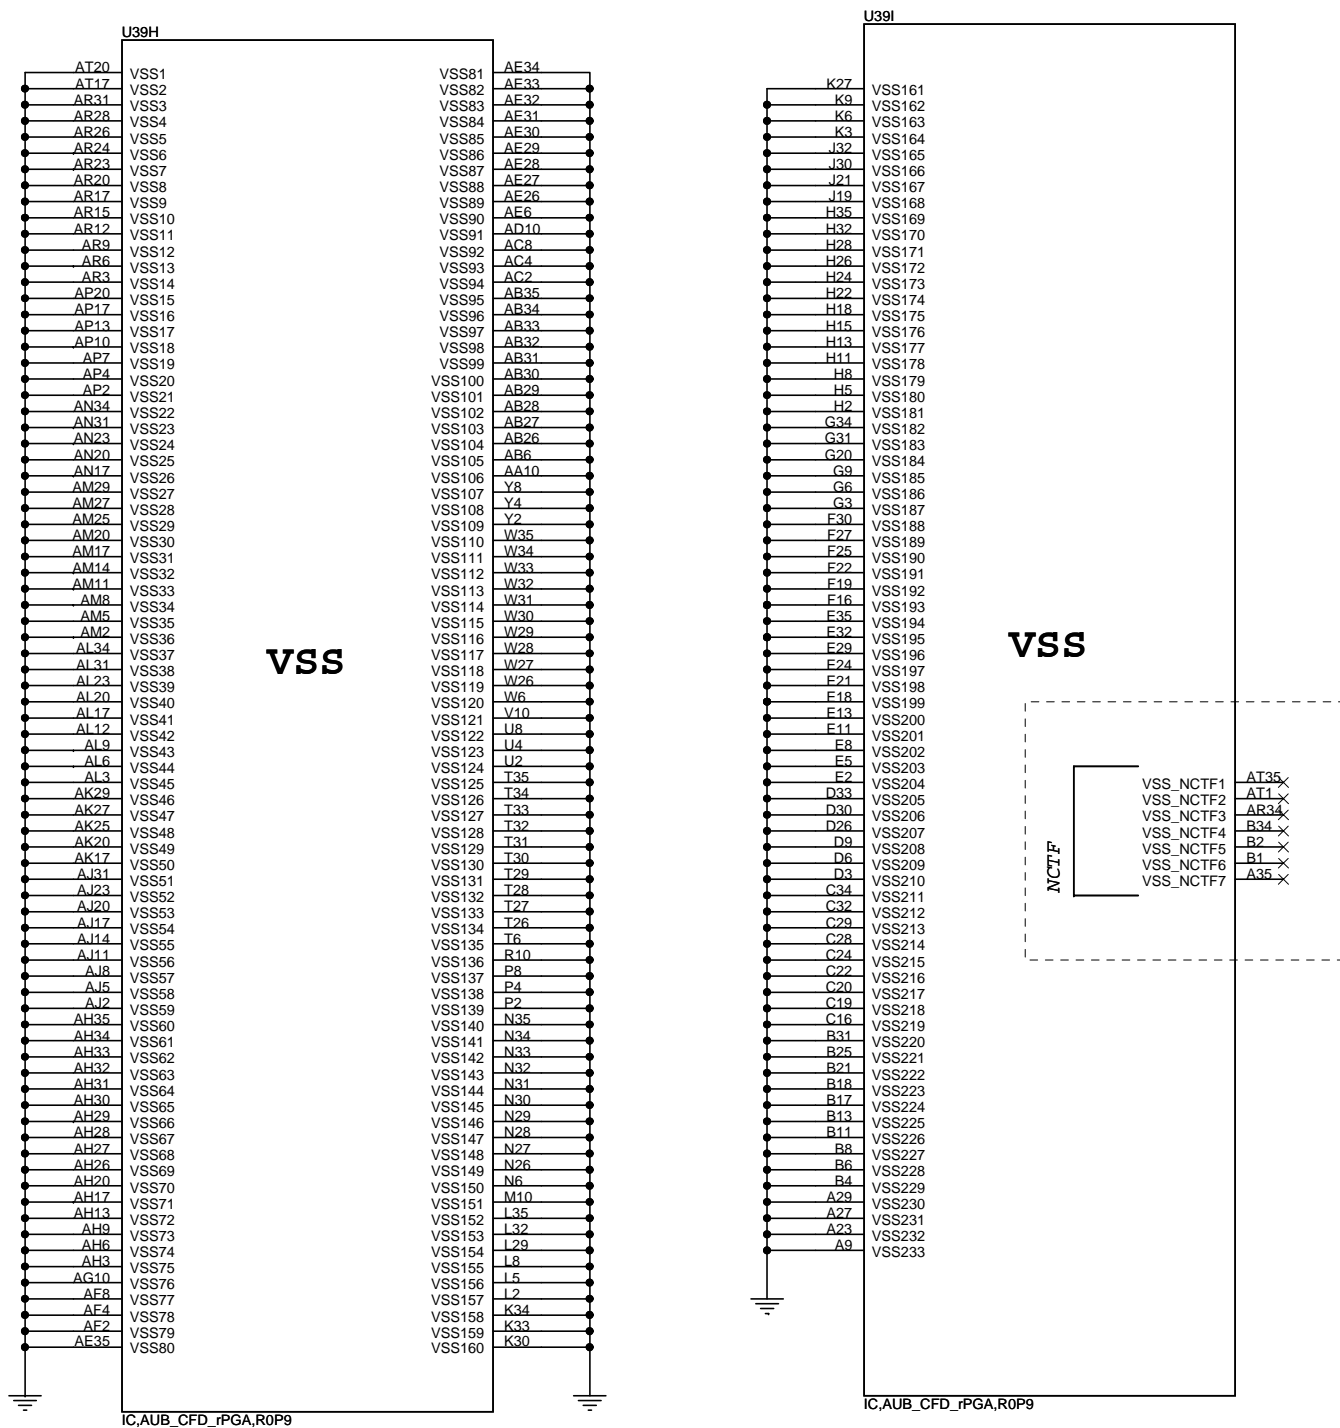 U39H
AT20 VSS1
AT17 VSS2
AR31 VSS3
AR28 VSS4
AR26 VSS5
AR24 VSS6
AR23 VSS7
AR20 VSS8
AR17 VSS9
AR15 VSS10
AR12 VSS11
AR9 VSS12
AR6 VSS13
AR3 VSS14
AP20 VSS15
AP17 VSS16
AP13 VSS17
AP10 VSS18
AP7 VSS19
AP4 VSS20
AP2 VSS21
AN34 VSS22
AN31 VSS23
AN23 VSS24
AN20 VSS25
AN17 VSS26
AM29 VSS27
AM27 VSS28
AM25 VSS29
AM20 VSS30
AM17 VSS31
AM14 VSS32
AM11 VSS33
AM8 VSS34
AM5 VSS35
AM2 VSS36
AL34 VSS37
AL31 VSS38
AL23 VSS39
AL20 VSS40
AL17 VSS41
AL12 VSS42
AL9 VSS43
AL6 VSS44
AL3 VSS45
AK29 VSS46
AK27 VSS47
AK25 VSS48
AK20 VSS49
AK17 VSS50
AJ31 VSS51
AJ23 VSS52
AJ20 VSS53
AJ17 VSS54
AJ14 VSS55
AJ11 VSS56
AJ8 VSS57
AJ5 VSS58
AJ2 VSS59
AH35 VSS60
AH34 VSS61
AH33 VSS62
AH32 VSS63
AH31 VSS64
AH30 VSS65
AH29 VSS66
AH28 VSS67
AH27 VSS68
AH26 VSS69
AH20 VSS70
AH17 VSS71
AH13 VSS72
AH9 VSS73
AH6 VSS74
AH3 VSS75
AG10 VSS76
AF8 VSS77
AF4 VSS78
AF2 VSS79
AE35 VSS80
VSS
VSS81 AE34
VSS82 AE33
VSS83 AE32
VSS84 AE31
VSS85 AE30
VSS86 AE29
VSS87 AE28
VSS88 AE27
VSS89 AE26
VSS90 AE6
VSS91 AD10
VSS92 AC8
VSS93 AC4
VSS94 AC2
VSS95 AB35
VSS96 AB34
VSS97 AB33
VSS98 AB32
VSS99 AB31
VSS100 AB30
VSS101 AB29
VSS102 AB28
VSS103 AB27
VSS104 AB26
VSS105 AB6
VSS106 AA10
VSS107 Y8
VSS108 Y4
VSS109 Y2
VSS110 W35
VSS111 W34
VSS112 W33
VSS113 W32
VSS114 W31
VSS115 W30
VSS116 W29
VSS117 W28
VSS118 W27
VSS119 W26
VSS120 W6
VSS121 V10
VSS122 U8
VSS123 U4
VSS124 U2
VSS125 T35
VSS126 T34
VSS127 T33
VSS128 T32
VSS129 T31
VSS130 T30
VSS131 T29
VSS132 T28
VSS133 T27
VSS134 T26
VSS135 T6
VSS136 R10
VSS137 P8
VSS138 P4
VSS139 P2
VSS140 N35
VSS141 N34
VSS142 N33
VSS143 N32
VSS144 N31
VSS145 N30
VSS146 N29
VSS147 N28
VSS148 N27
VSS149 N26
VSS150 N6
VSS151 M10
VSS152 L35
VSS153 L32
VSS154 L29
VSS155 L8
VSS156 L5
VSS157 L2
VSS158 K34
VSS159 K33
VSS160 K30
IC,AUB_CFD_rPGA,R0P9
U39I
K27 VSS161
K9 VSS162
K6 VSS163
K3 VSS164
J32 VSS165
J30 VSS166
J21 VSS167
J19 VSS168
H35 VSS169
H32 VSS170
H28 VSS171
H26 VSS172
H24 VSS173
H22 VSS174
H18 VSS175
H15 VSS176
H13 VSS177
H11 VSS178
H8 VSS179
H5 VSS180
H2 VSS181
G34 VSS182
G31 VSS183
G20 VSS184
G9 VSS185
G6 VSS186
G3 VSS187
F30 VSS188
F27 VSS189
F25 VSS190
F22 VSS191
F19 VSS192
F16 VSS193
E35 VSS194
E32 VSS195
E29 VSS196
E24 VSS197
E21 VSS198
E18 VSS199
E13 VSS200
E11 VSS201
E8 VSS202
E5 VSS203
E2 VSS204
D33 VSS205
D30 VSS206
D26 VSS207
D9 VSS208
D6 VSS209
D3 VSS210
C34 VSS211
C32 VSS212
C29 VSS213
C28 VSS214
C24 VSS215
C22 VSS216
C20 VSS217
C19 VSS218
C16 VSS219
B31 VSS220
B25 VSS221
B21 VSS222
B18 VSS223
B17 VSS224
B13 VSS225
B11 VSS226
B8 VSS227
B6 VSS228
B4 VSS229
A29 VSS230
A27 VSS231
A23 VSS232
A9 VSS233
VSS
NCTF
VSS_NCTF1 AT35
VSS_NCTF2 AT1
VSS_NCTF3 AR34
VSS_NCTF4 B34
VSS_NCTF5 B2
VSS_NCTF6 B1
VSS_NCTF7 A35
IC,AUB_CFD_rPGA,R0P9